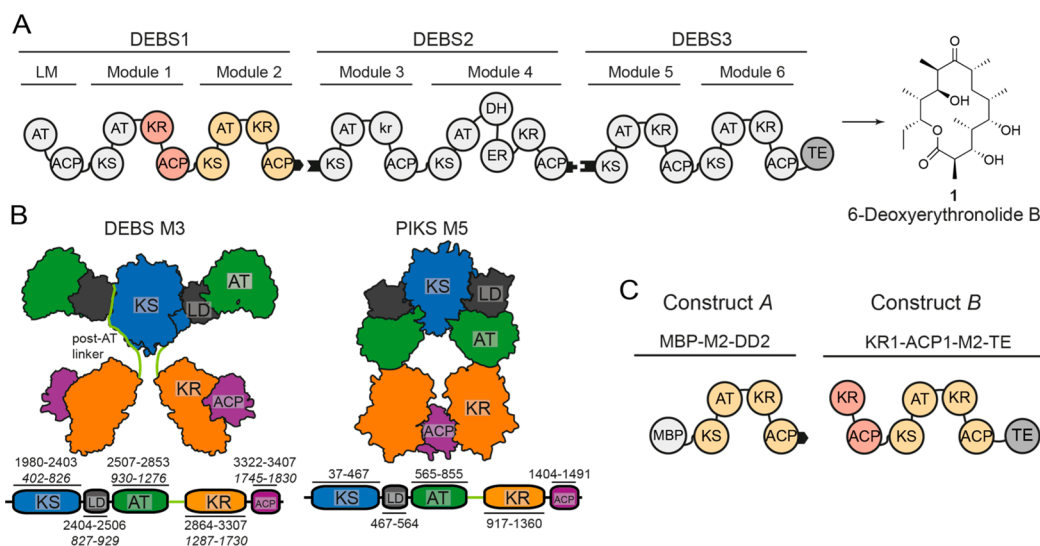 A
DEBS1
DEBS2
DEBS3
LM
Module 1
Module 2
Module 3
Module 4
Module 5
Module 6
AT
ACP
KS
AT
KR
ACP
KS
AT
KR
ACP
KS
AT
kr
ACP
KS
AT
DH
ER
KR
ACP
KS
AT
KR
ACP
KS
AT
KR
ACP
TE
O
OH
O
O
OH
OH
1
6-Deoxyerythronolide B
B
DEBS M3
KS
AT
LD
post-AT
linker
KR
ACP
1980-2403
402-826
2507-2853
930-1276
3322-3407
1745-1830
KS
LD
AT
KR
ACP
2404-2506
827-929
2864-3307
1287-1730
PIKS M5
KS
LD
AT
KR
ACP
37-467
565-855
1404-1491
KS
LD
AT
KR
ACP
467-564
917-1360
C
Construct A
MBP-M2-DD2
MBP
KS
AT
KR
ACP
Construct B
KR1-ACP1-M2-TE
KR
ACP
KS
AT
KR
ACP
TE